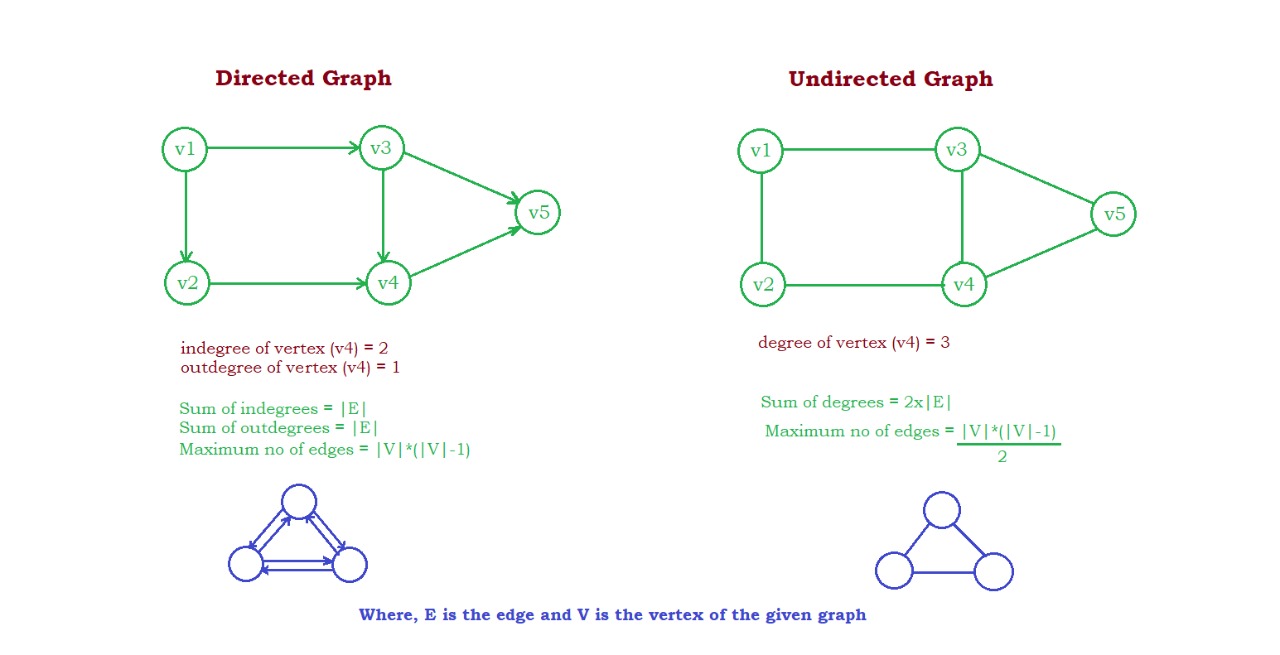 Directed Graph
v1
v3
v5
v2
v4
indegree of vertex (v4) = 2
outdegree of vertex (v4) = 1
Sum of indegrees = |E|
Sum of outdegrees = |E|
Maximum no of edges = |V|*(|V|-1)
Undirected Graph
v1
v3
v5
v2
v4
degree of vertex (v4) = 3
Sum of degrees = 2x|E|
Maximum no of edges = |V|*(|V|-1)
2
Where, E is the edge and V is the vertex of the given graph